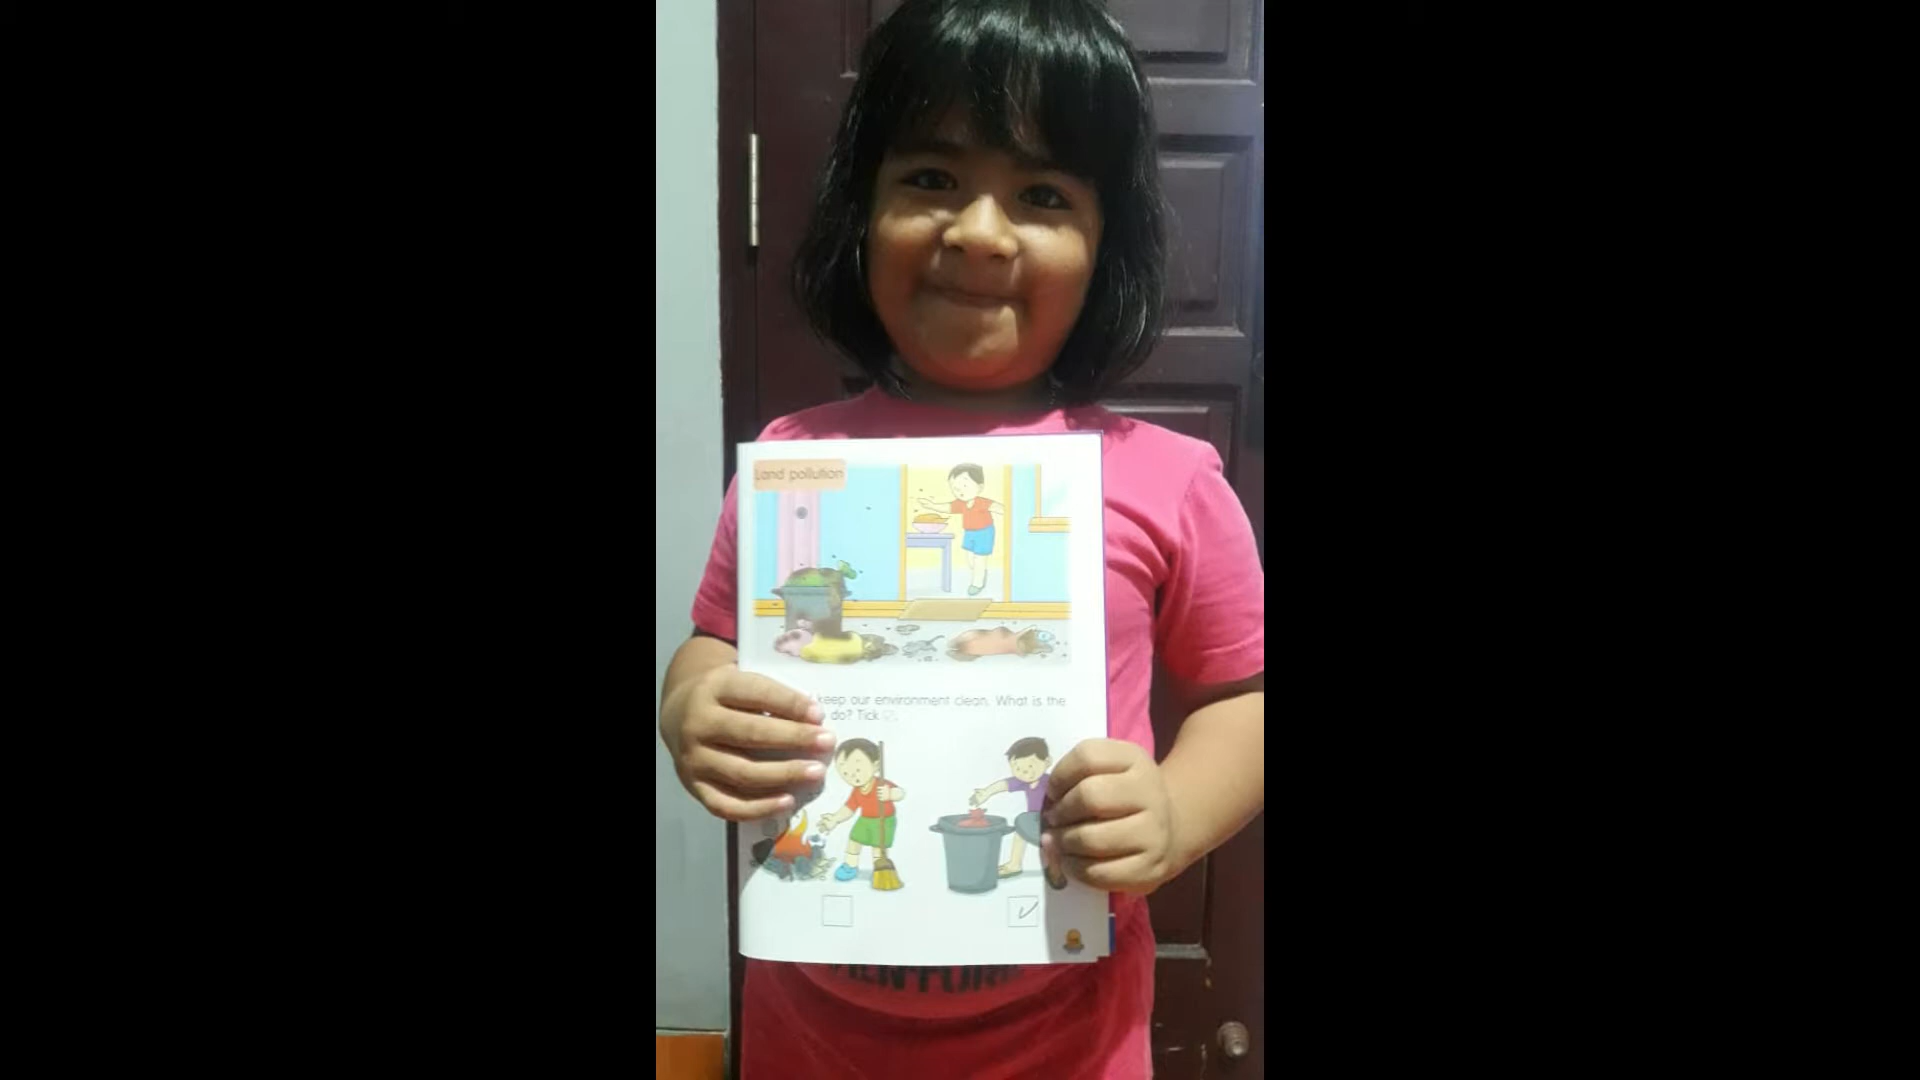 Land pollution
keep our environment clean. What is the
do? Tick ☑.